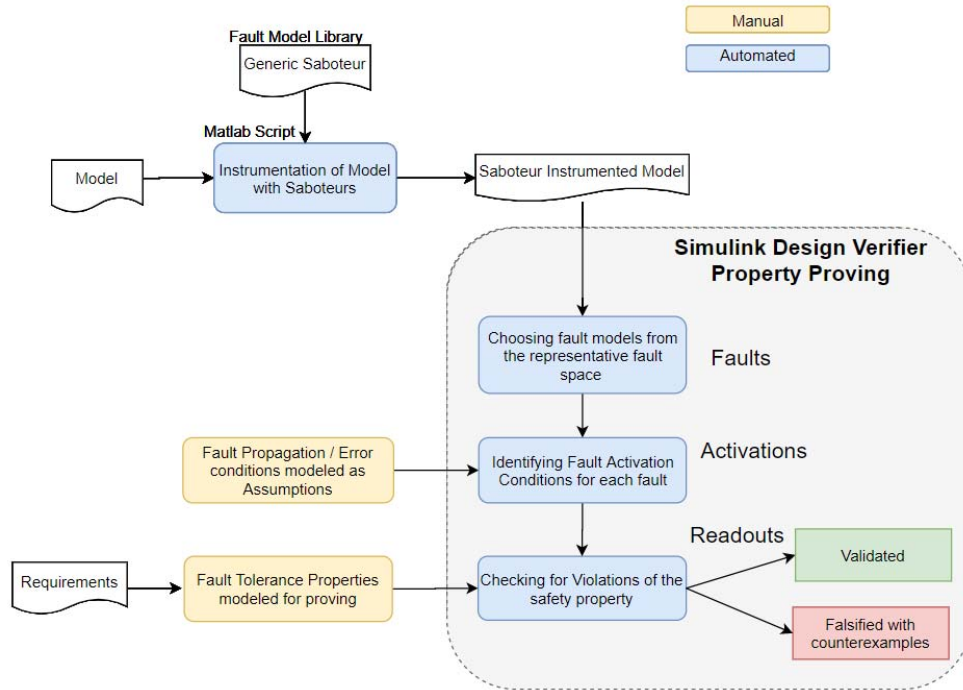 Manual
Automated
Fault Model Library
Generic Saboteur
Matlab Script
Model
Instrumentation of Model
with Saboteurs
Saboteur Instrumented Model
Simulink Design Verifier
Property Proving
Choosing fault models from
the representative fault
space
Faults
Fault Propagation / Error
conditions modeled as
Assumptions
Identifying Fault Activation
Conditions for each fault
Activations
Readouts
Requirements
Fault Tolerance Properties
modeled for proving
Checking for Violations of the
safety property
Validated
Falsified with
counterexamples